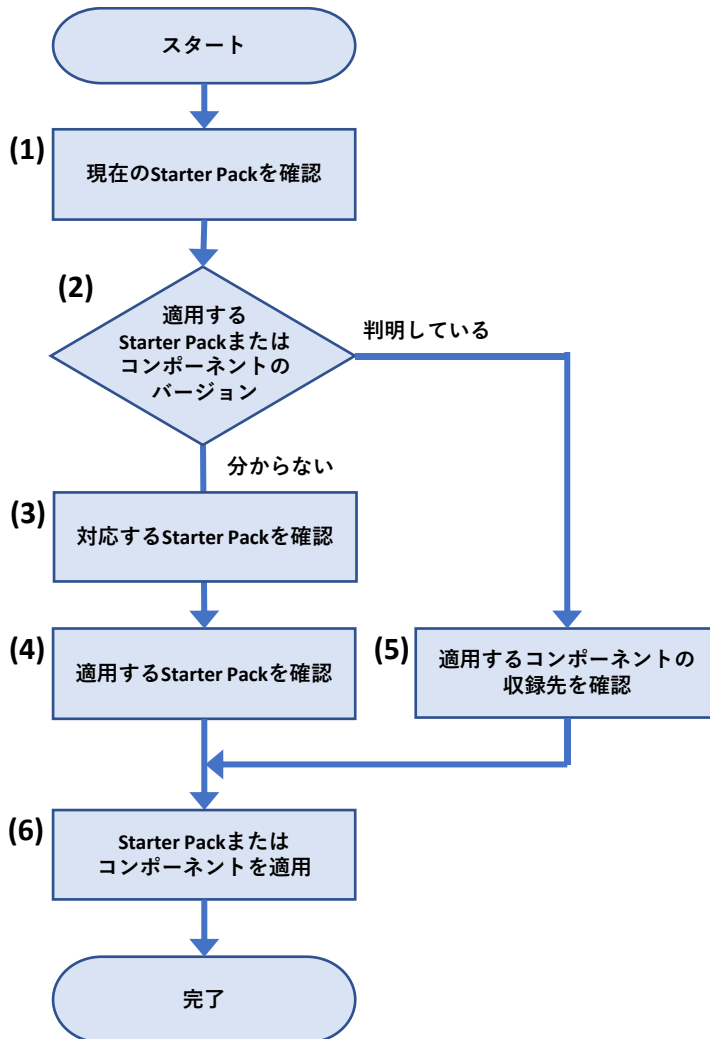 スタート
(1)
現在のStarter Packを確認
(2)
適用する
Starter Packまたは
コンポーネントの
バージョン
判明している
分からない
(3)
対応するStarter Packを確認
(4)
適用するStarter Packを確認
(5)
適用するコンポーネントの
収録先を確認
(6)
Starter Packまたは
コンポーネントを適用
完了